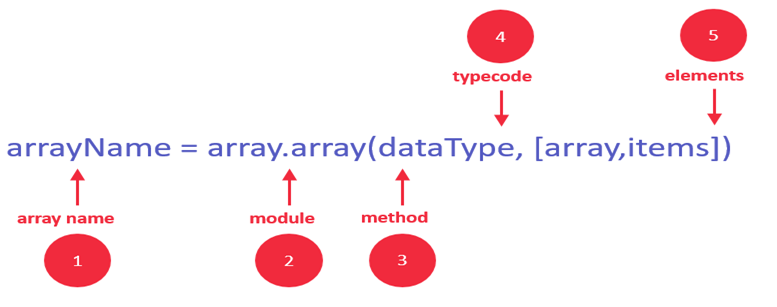 4 5
typecode elements
arrayName = array.array(dataType, [array,items])
array name module method
1 2 3